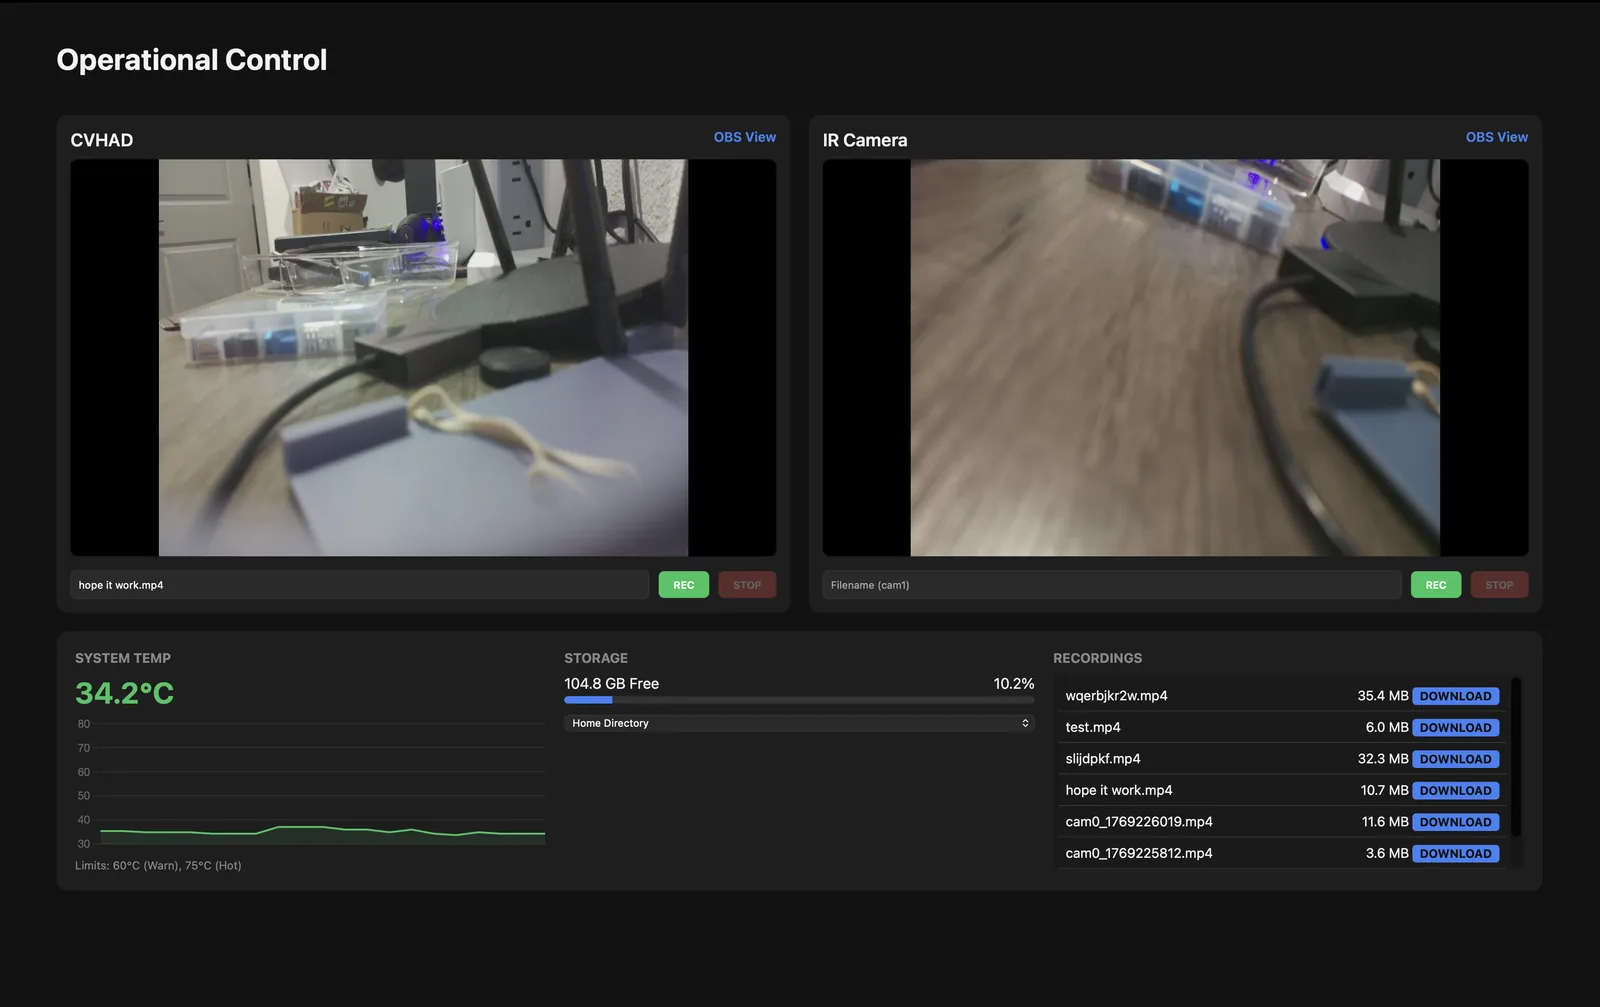 Operational Control
CVHAD
OBS View
IR Camera
OBS View
hope it work.mp4
REC
STOP
Filename (cam1)
REC
STOP
SYSTEM TEMP
34.2°C
80
70
60
50
40
30
Limits: 60°C (Warn), 75°C (Hot)
STORAGE
104.8 GB Free 10.2%
Home Directory
RECORDINGS
wqerbjkr2w.mp4 35.4 MB DOWNLOAD
test.mp4 6.0 MB DOWNLOAD
slijdpkf.mp4 32.3 MB DOWNLOAD
hope it work.mp4 10.7 MB DOWNLOAD
cam0_1769226019.mp4 11.6 MB DOWNLOAD
cam0_1769225812.mp4 3.6 MB DOWNLOAD